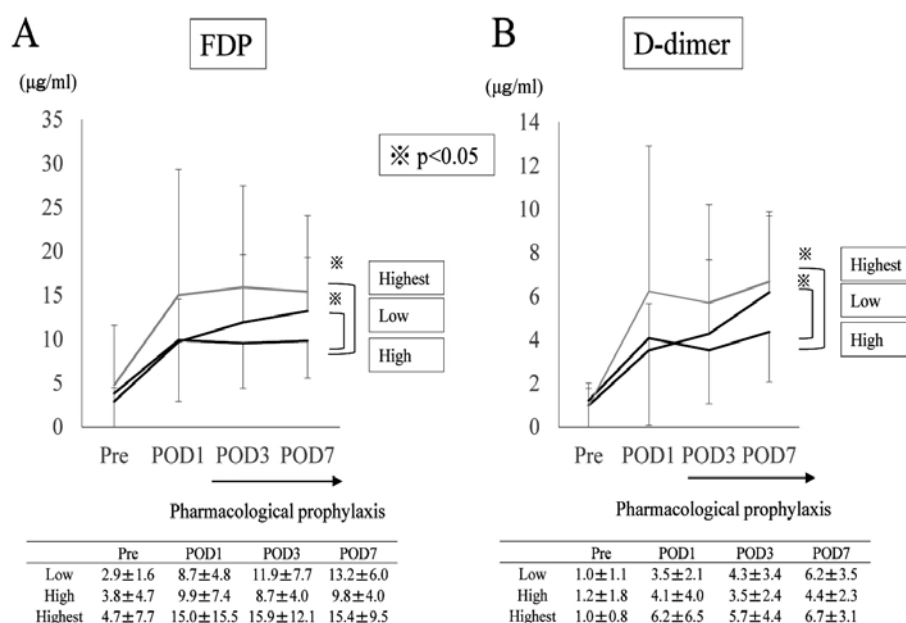 A
FDP
(μg/ml)
35
30
25
20
15
10
5
0
Pre POD1 POD3 POD7
※ p<0.05
※
※
Highest
Low
High
Pharmacological prophylaxis
Pre POD1 POD3 POD7
Low 2.9±1.6 8.7±4.8 11.9±7.7 13.2±6.0
High 3.8±4.7 9.9±7.4 8.7±4.0 9.8±4.0
Highest 4.7±7.7 15.0±15.5 15.9±12.1 15.4±9.5
B
D-dimer
(μg/ml)
14
12
10
8
6
4
2
0
Pre POD1 POD3 POD7
※
※
Highest
Low
High
Pharmacological prophylaxis
Pre POD1 POD3 POD7
Low 1.0±1.1 3.5±2.1 4.3±3.4 6.2±3.5
High 1.2±1.8 4.1±4.0 3.5±2.4 4.4±2.3
Highest 1.0±0.8 6.2±6.5 5.7±4.4 6.7±3.1